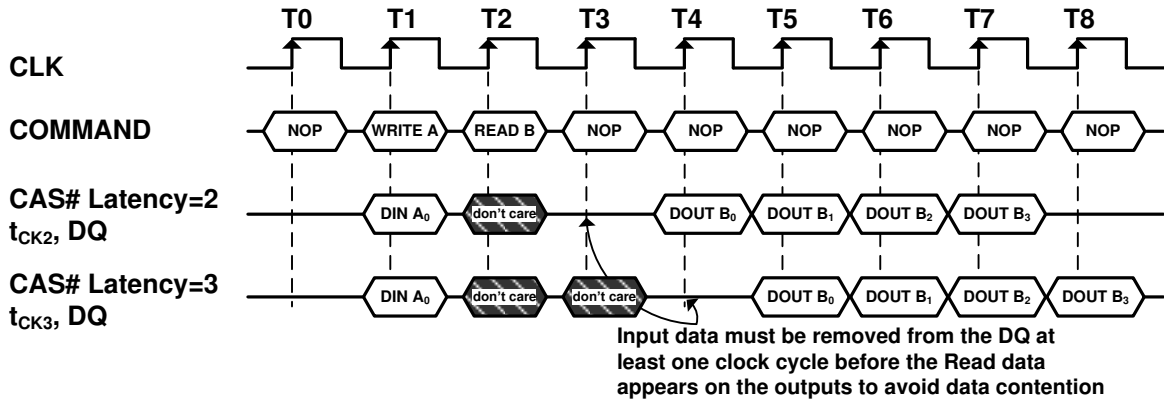 T0 T1 T2 T3 T4 T5 T6 T7 T8
CLK
COMMAND NOP WRITE A READ B NOP NOP NOP NOP NOP NOP
CAS# Latency=2
DIN A0 don't care DOUT B0 DOUT B1 DOUT B2 DOUT B3
tCK2, DQ
CAS# Latency=3
DIN A0 don't care don't care DOUT B0 DOUT B1 DOUT B2 DOUT B3
tCK3, DQ
Input data must be removed from the DQ at
least one clock cycle before the Read data
appears on the outputs to avoid data contention